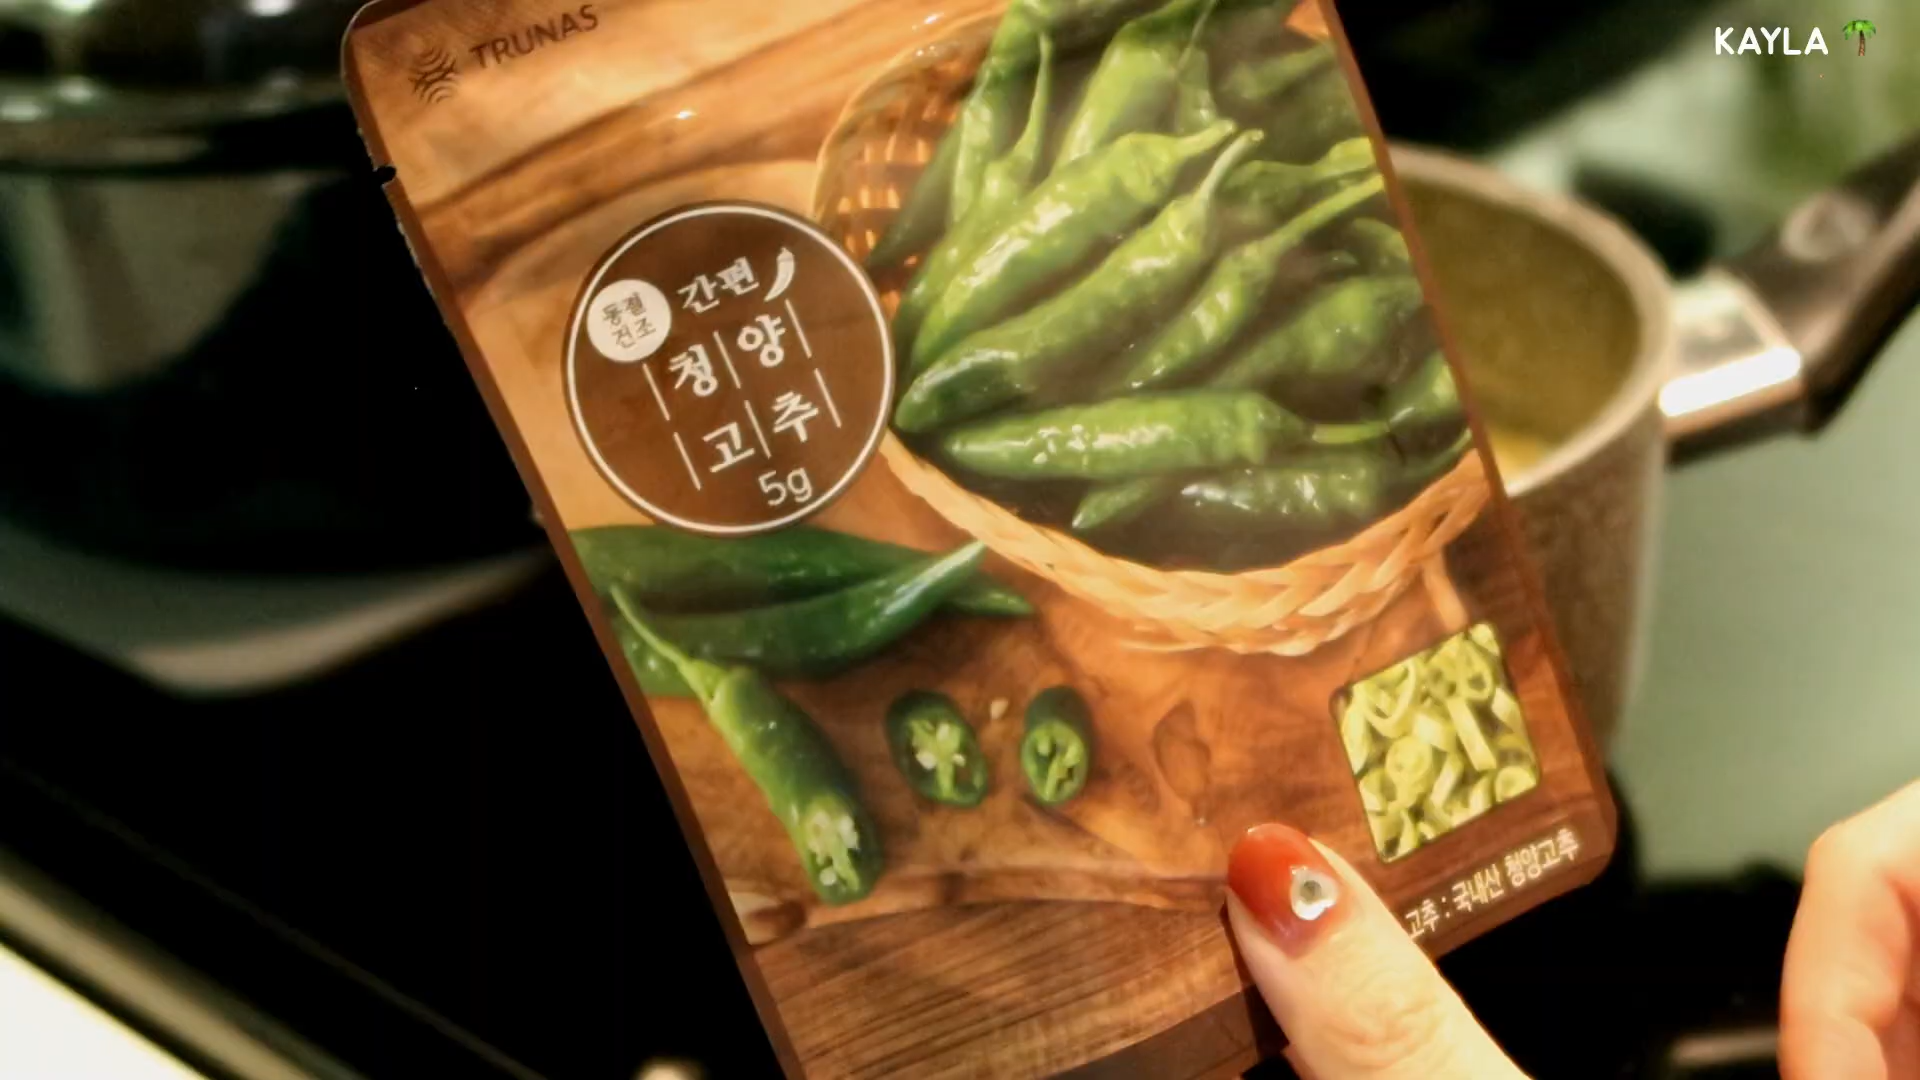 TRUNAS
KAYLA 🌴
동결
건조
간편
청양
고추
5g
고추 : 국내산 청양고추